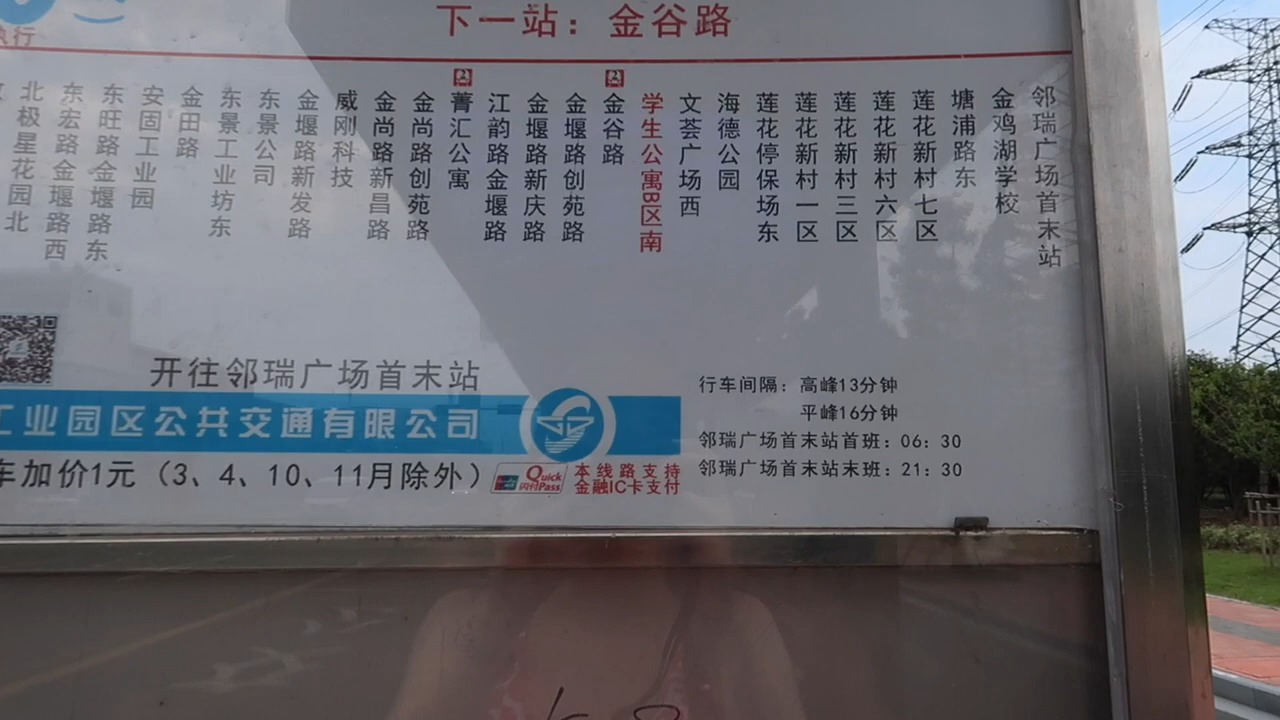 执行
下一站：金谷路
北极星花园北
东宏路金堰路西
东旺路金堰路东
安固工业园
金田路
东景工业坊东
东景公司
金堰路新发路
威刚科技
金尚路新昌路
金尚路创苑路
菁汇公寓
江韵路金堰路
金堰路新庆路
金堰路创苑路
金谷路
学生公寓B区南
文荟广场西
海德公园
莲花停保场东
莲花新村一区
莲花新村三区
莲花新村六区
莲花新村七区
塘浦路东
金鸡湖学校
邻瑞广场首末站
开往邻瑞广场首末站
工业园区公共交通有限公司
车加价1元（3、4、10、11月除外）
Quick
闪付Pass
本线路支持
金融IC卡支付
行车间隔：高峰13分钟
平峰16分钟
邻瑞广场首末站首班：06：30
邻瑞广场首末站末班：21：30